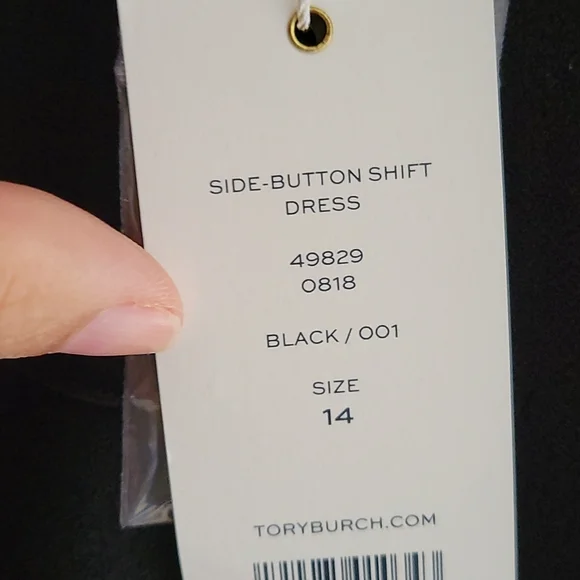 SIDE-BUTTON SHIFT
DRESS
49829
0818
BLACK / 001
SIZE
14
TORYBURCH.COM